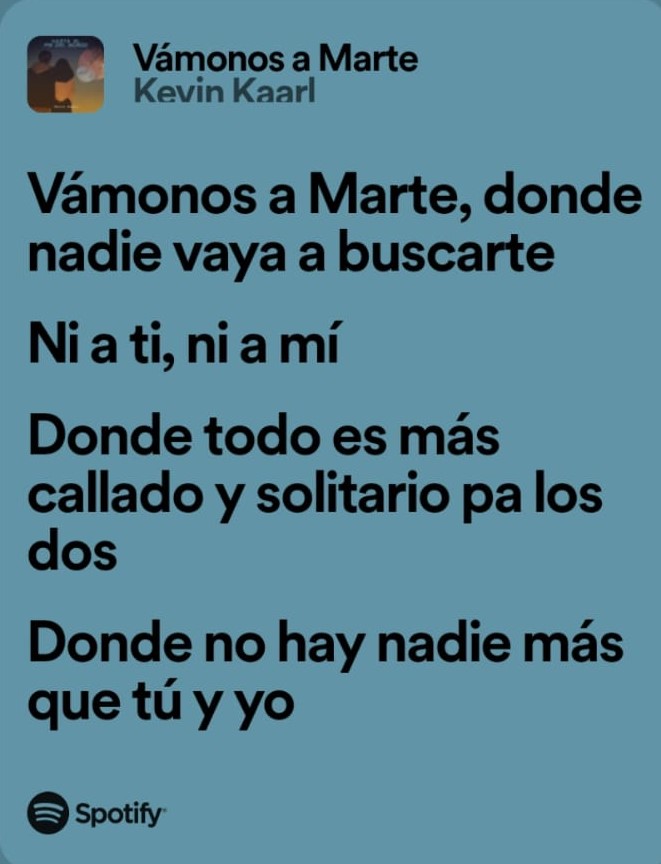 Vámonos a Marte
Kevin Kaarl
Vámonos a Marte, donde
nadie vaya a buscarte
Ni a ti, ni a mí
Donde todo es más
callado y solitario pa los
dos
Donde no hay nadie más
que tú y yo
Spotify